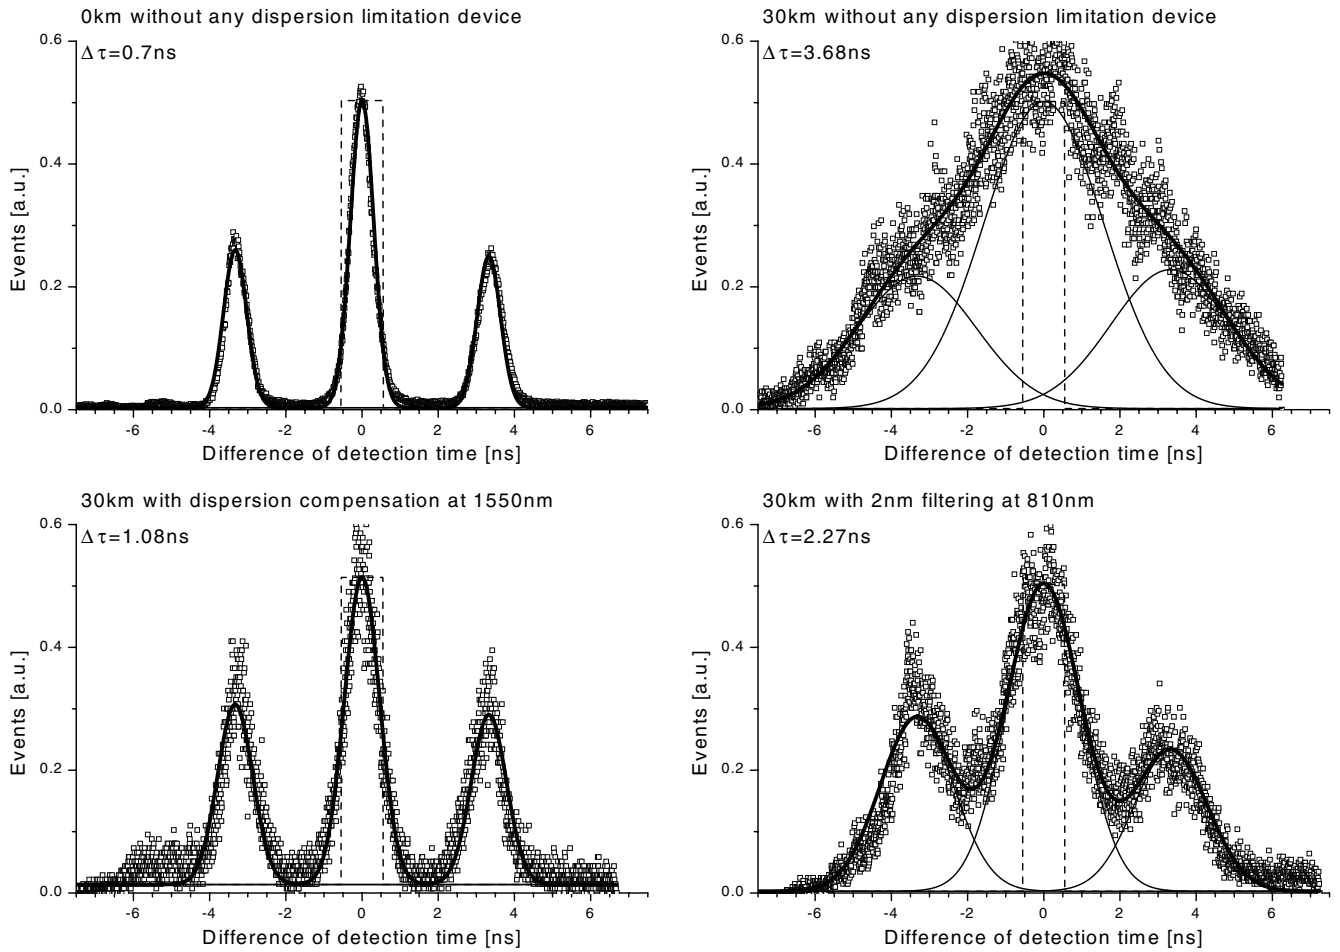 0km without any dispersion limitation device
Δτ=0.7ns
0.6
0.4
0.2
0.0
Events [a.u.]
-6 -4 -2 0 2 4 6
Difference of detection time [ns]
30km without any dispersion limitation device
Δτ=3.68ns
0.6
0.4
0.2
0.0
Events [a.u.]
-6 -4 -2 0 2 4 6
Difference of detection time [ns]
30km with dispersion compensation at 1550nm
Δτ=1.08ns
0.6
0.4
0.2
0.0
Events [a.u.]
-6 -4 -2 0 2 4 6
Difference of detection time [ns]
30km with 2nm filtering at 810nm
Δτ=2.27ns
0.6
0.4
0.2
0.0
Events [a.u.]
-6 -4 -2 0 2 4 6
Difference of detection time [ns]